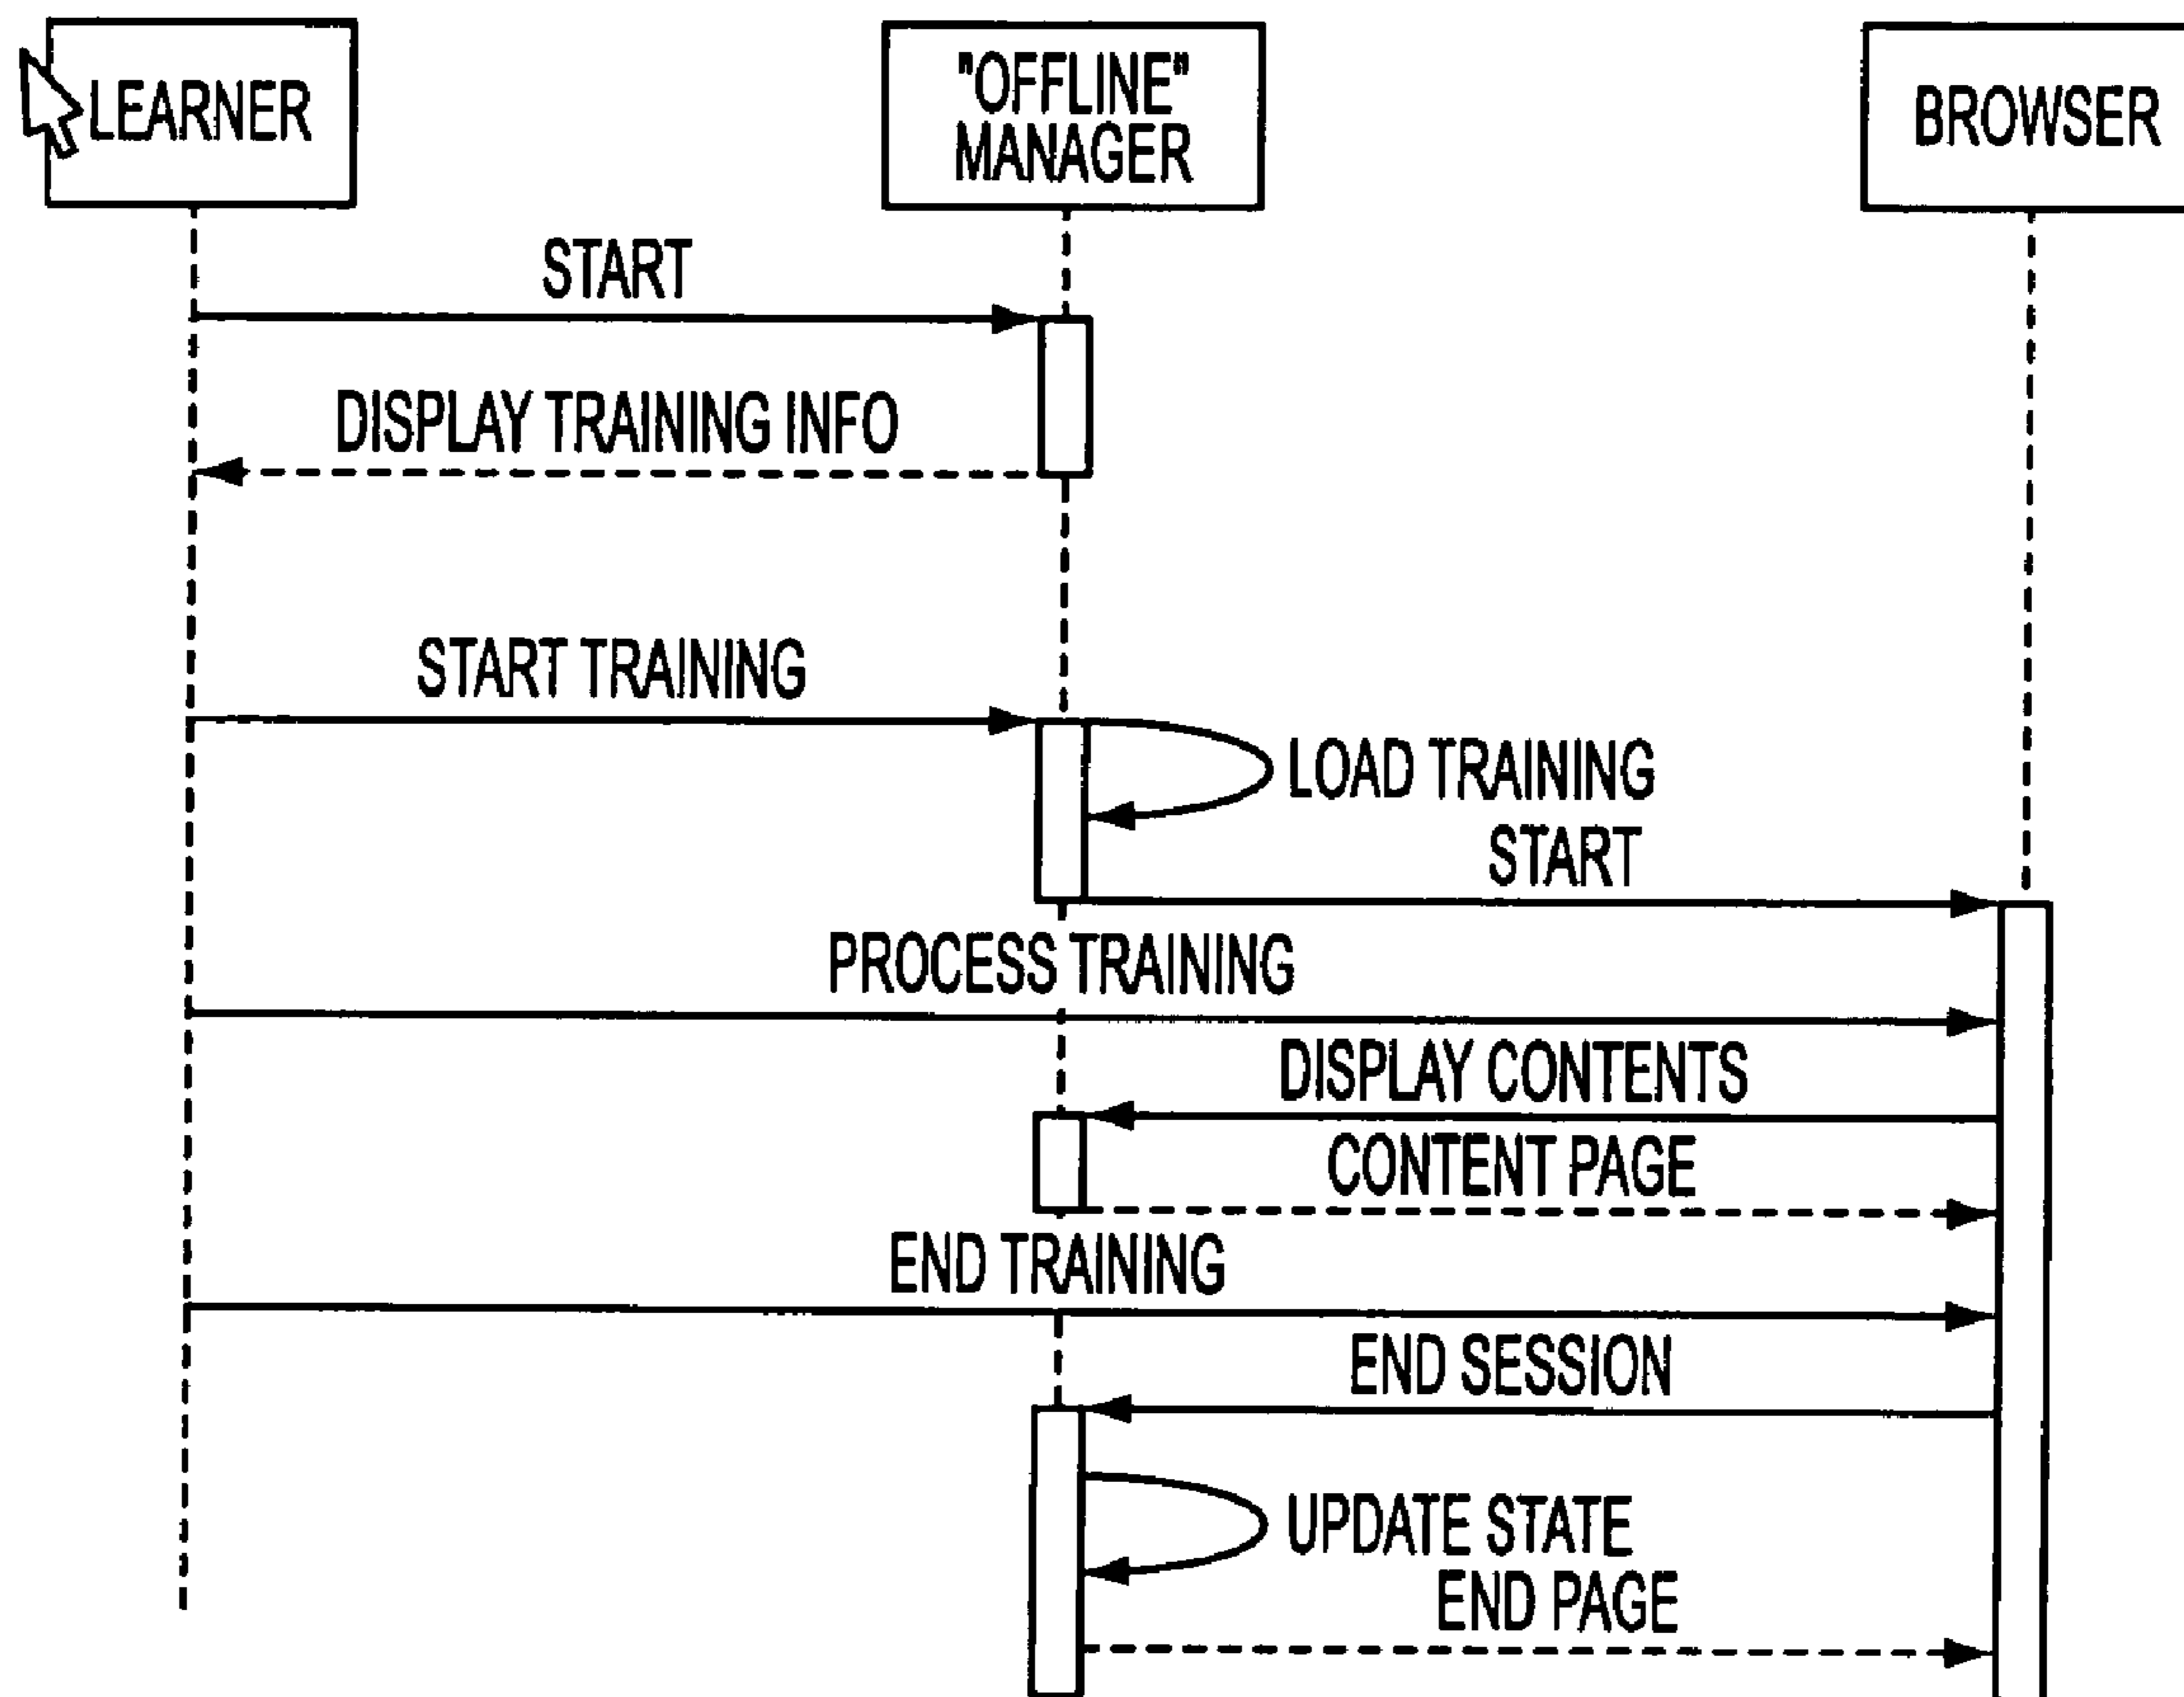 LEARNER
"OFFLINE"
MANAGER
BROWSER
START
DISPLAY TRAINING INFO
START TRAINING
LOAD TRAINING
START
PROCESS TRAINING
DISPLAY CONTENTS
CONTENT PAGE
END TRAINING
END SESSION
UPDATE STATE
END PAGE